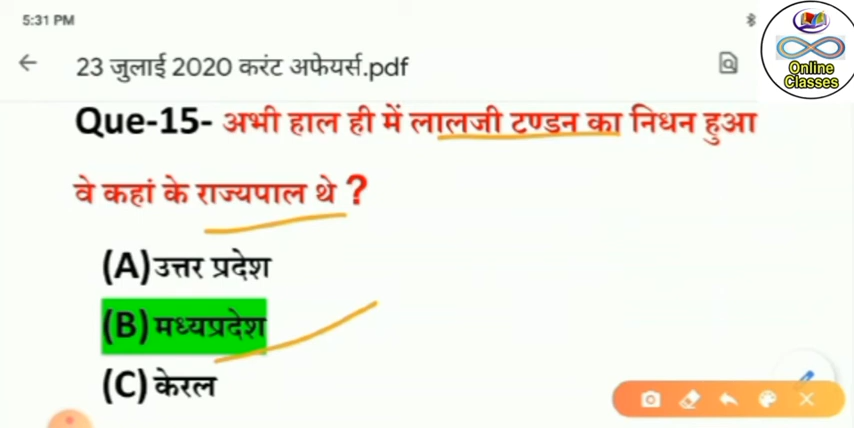 5:31 PM
23 जुलाई 2020 करंट अफेयर्स.pdf
Online
Classes
Que-15- अभी हाल ही में लालजी टण्डन का निधन हुआ
वे कहां के राज्यपाल थे ?
(A)उत्तर प्रदेश
(B)मध्यप्रदेश
(C)केरल